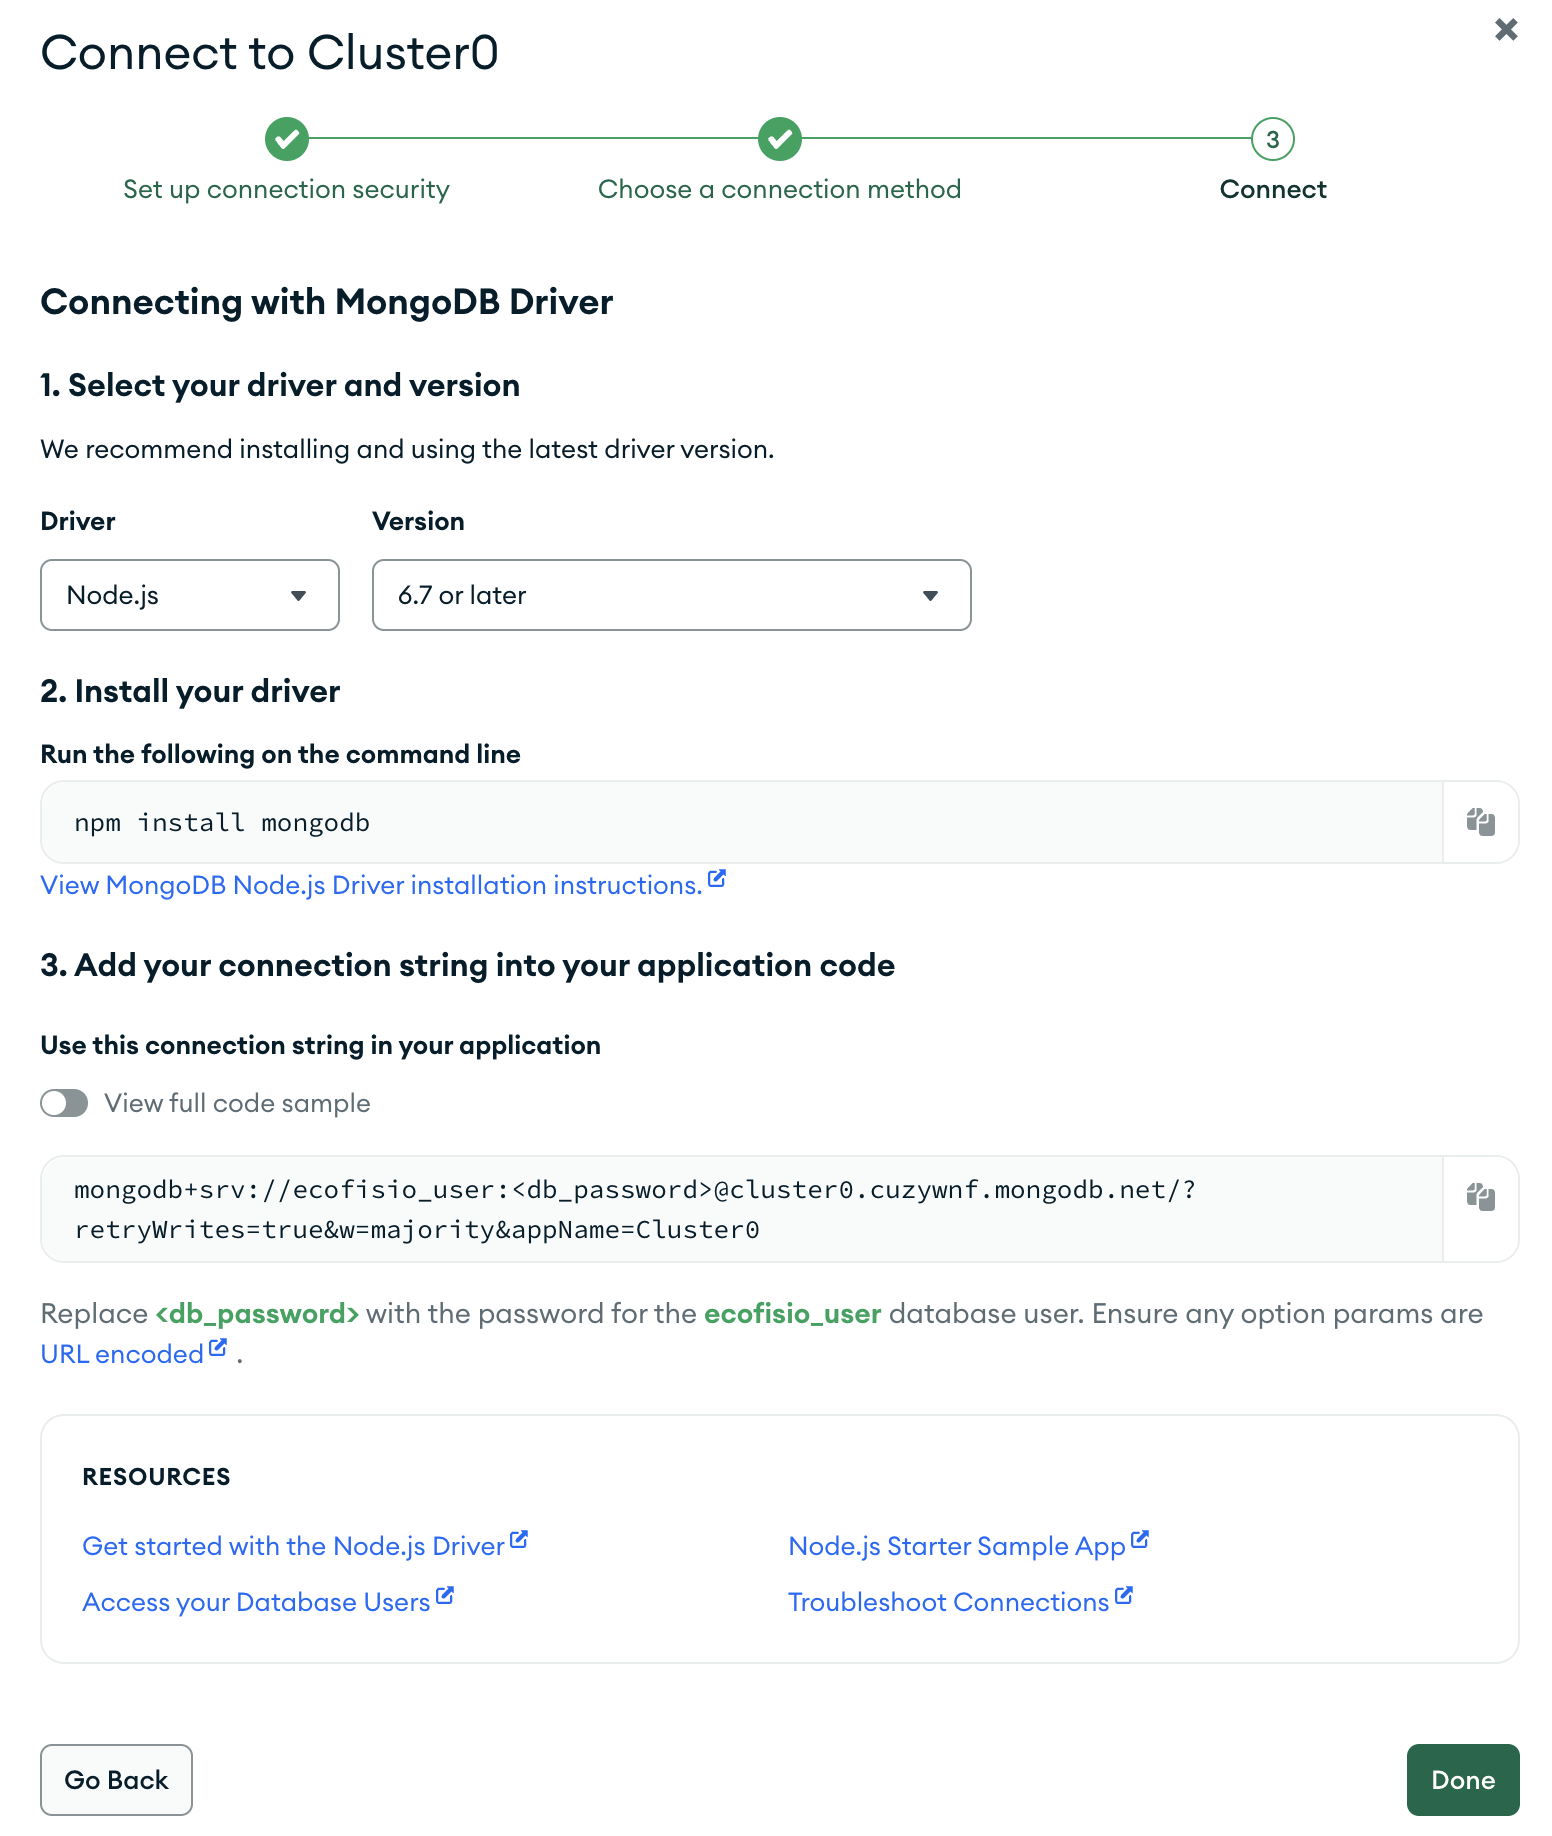 Connect to Cluster0
3
Set up connection security
Choose a connection method
Connect
Connecting with MongoDB Driver
1. Select your driver and version
We recommend installing and using the latest driver version.
Driver
Version
Node.js
6.7 or later
2. Install your driver
Run the following on the command line
npm install mongodb
View MongoDB Node.js Driver installation instructions.
3. Add your connection string into your application code
Use this connection string in your application
View full code sample
mongodb+srv://ecofisio_user:<db_password>@cluster0.cuzywnf.mongodb.net/?
retryWrites=true&w=majority&appName=Cluster0
Replace <db_password> with the password for the ecofisio_user database user. Ensure any option params are
URL encoded .
RESOURCES
Get started with the Node.js Driver
Node.js Starter Sample App
Access your Database Users
Troubleshoot Connections
Go Back
Done